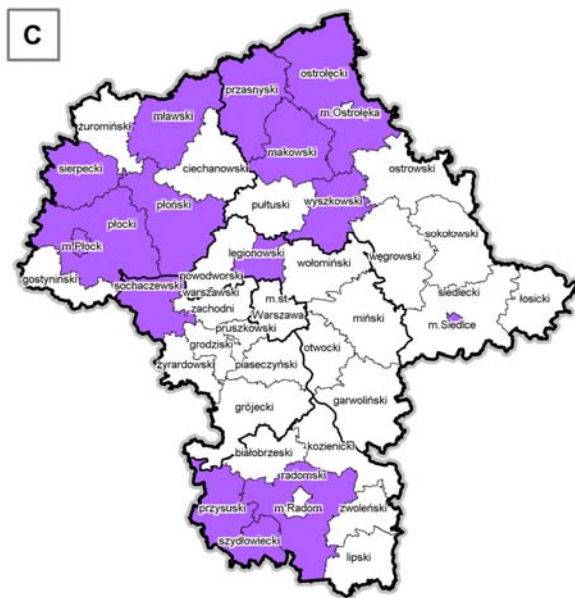 C
ostrołęcki
przasnyski
m.Ostrołęka
mławski
żuromiński
makowski
ciechanowski
sierpecki
ostrowski
płoński
wyszkowski
pułtuski
płocki
sokołowski
m.Płock
legionowski
wołomiński
węgrowski
gostyniński
nowodworski
sochaczewski
warszawski
zachodni
siedlecki
łosicki
m.st.
Warszawa
miński
m.Siedlce
pruszkowski
grodziski
otwocki
żyrardowski
piaseczyński
garwoliński
grójecki
kozienicki
białobrzeski
radomski
przysuski
m.Radom
zwoleński
szydłowiecki
lipski